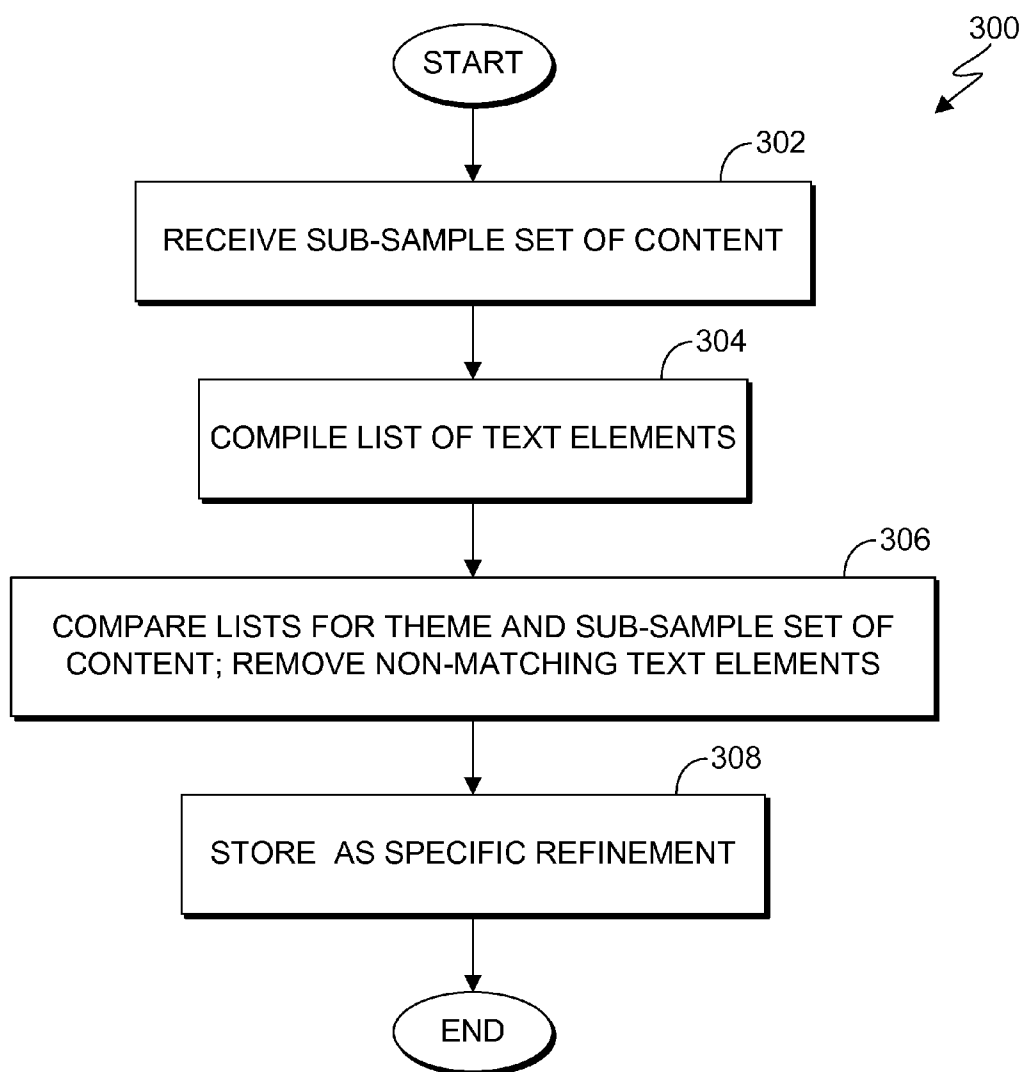 300
START
302
RECEIVE SUB-SAMPLE SET OF CONTENT
304
COMPILE LIST OF TEXT ELEMENTS
306
COMPARE LISTS FOR THEME AND SUB-SAMPLE SET OF
CONTENT; REMOVE NON-MATCHING TEXT ELEMENTS
308
STORE AS SPECIFIC REFINEMENT
END